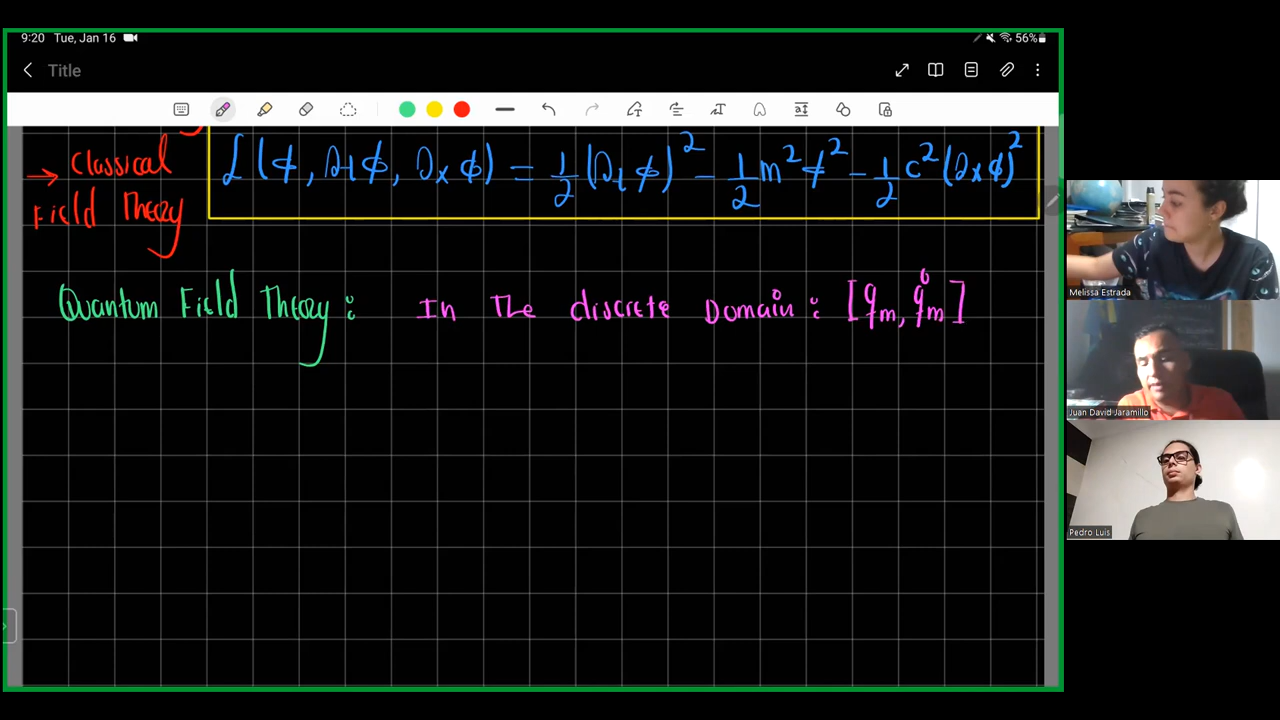 9:20 Tue, Jan 16
56%
Title
→ Classical Field Theory
ℒ(ϕ, ∂tϕ, ∂xϕ) = 1/2 (∂tϕ)² - 1/2 m²ϕ² - 1/2 c²(∂xϕ)²
Quantum Field Theory: In The discrete Domain: [qm, q̇m]
Melissa Estrada
Juan David Jaramillo
Pedro Luis